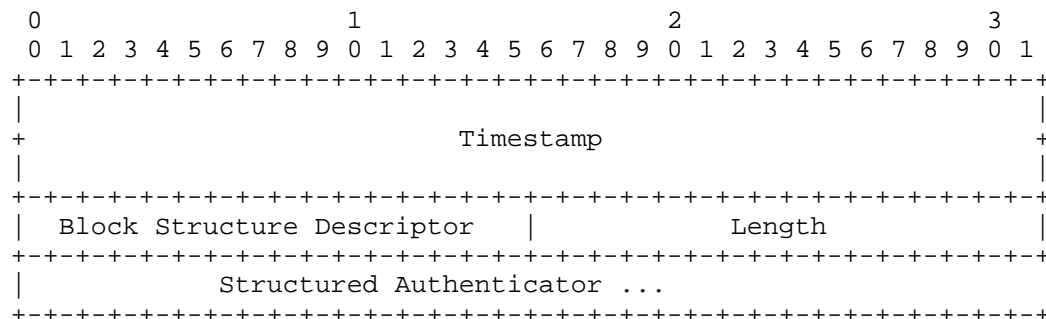 0                   1                   2                   3
 0 1 2 3 4 5 6 7 8 9 0 1 2 3 4 5 6 7 8 9 0 1 2 3 4 5 6 7 8 9 0 1
+-+-+-+-+-+-+-+-+-+-+-+-+-+-+-+-+-+-+-+-+-+-+-+-+-+-+-+-+-+-+-+-+
|                                                               |
+                           Timestamp                           +
|                                                               |
+-+-+-+-+-+-+-+-+-+-+-+-+-+-+-+-+-+-+-+-+-+-+-+-+-+-+-+-+-+-+-+-+
|  Block Structure Descriptor   |            Length             |
+-+-+-+-+-+-+-+-+-+-+-+-+-+-+-+-+-+-+-+-+-+-+-+-+-+-+-+-+-+-+-+-+
|            Structured Authenticator ...
+-+-+-+-+-+-+-+-+-+-+-+-+-+-+-+-+-+-+-+-+-+-+-+-+-+-+-+-+-+-+-+-+